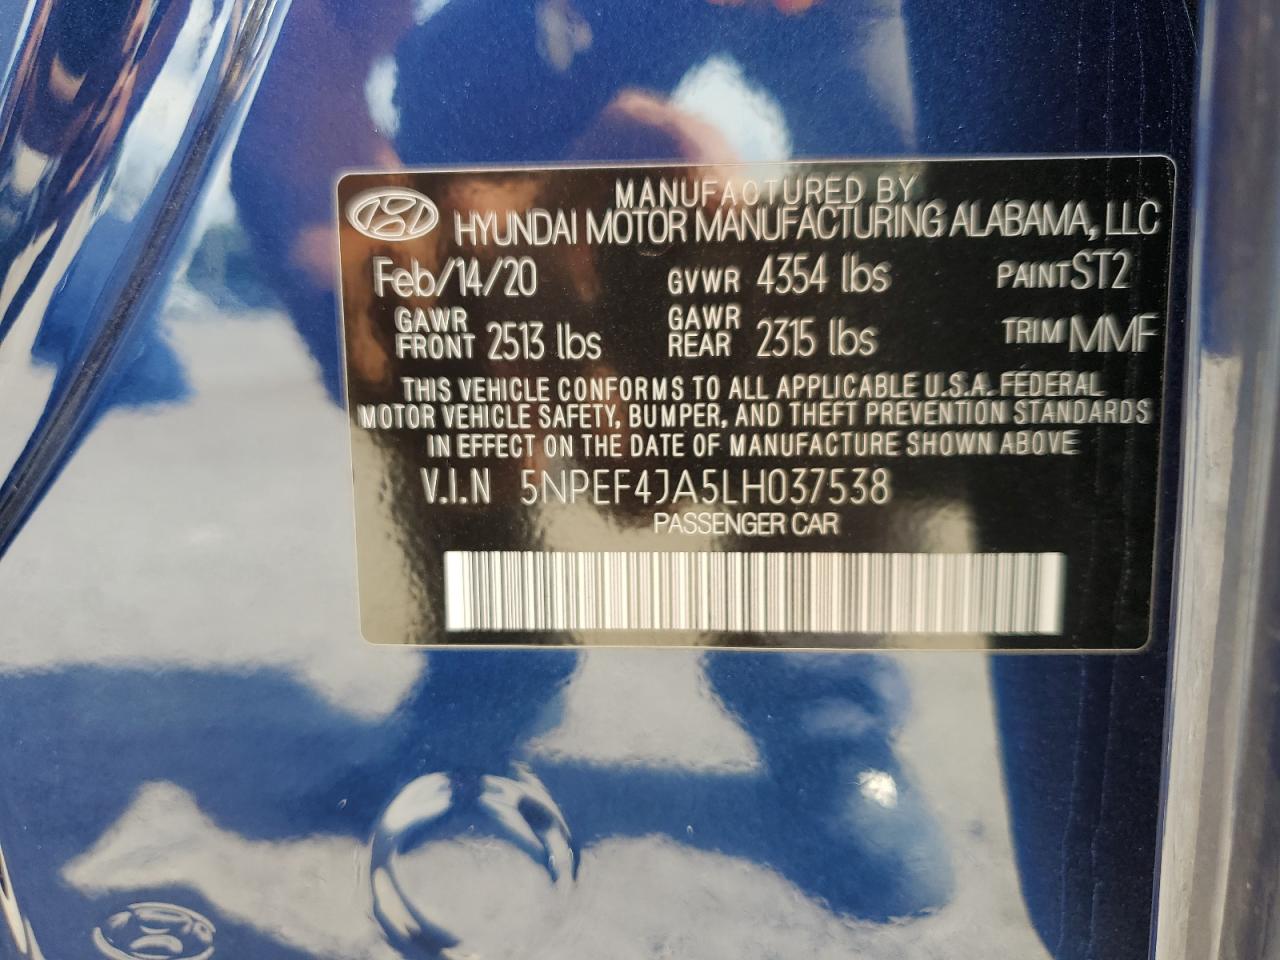 MANUFACTURED BY
HYUNDAI MOTOR MANUFACTURING ALABAMA, LLC
Feb/14/20 GVWR 4354 lbs PAINT ST2
GAWR FRONT 2513 lbs GAWR REAR 2315 lbs TRIM MMF
THIS VEHICLE CONFORMS TO ALL APPLICABLE U.S.A. FEDERAL
MOTOR VEHICLE SAFETY, BUMPER, AND THEFT PREVENTION STANDARDS
IN EFFECT ON THE DATE OF MANUFACTURE SHOWN ABOVE
V.I.N 5NPEF4JA5LH037538
PASSENGER CAR